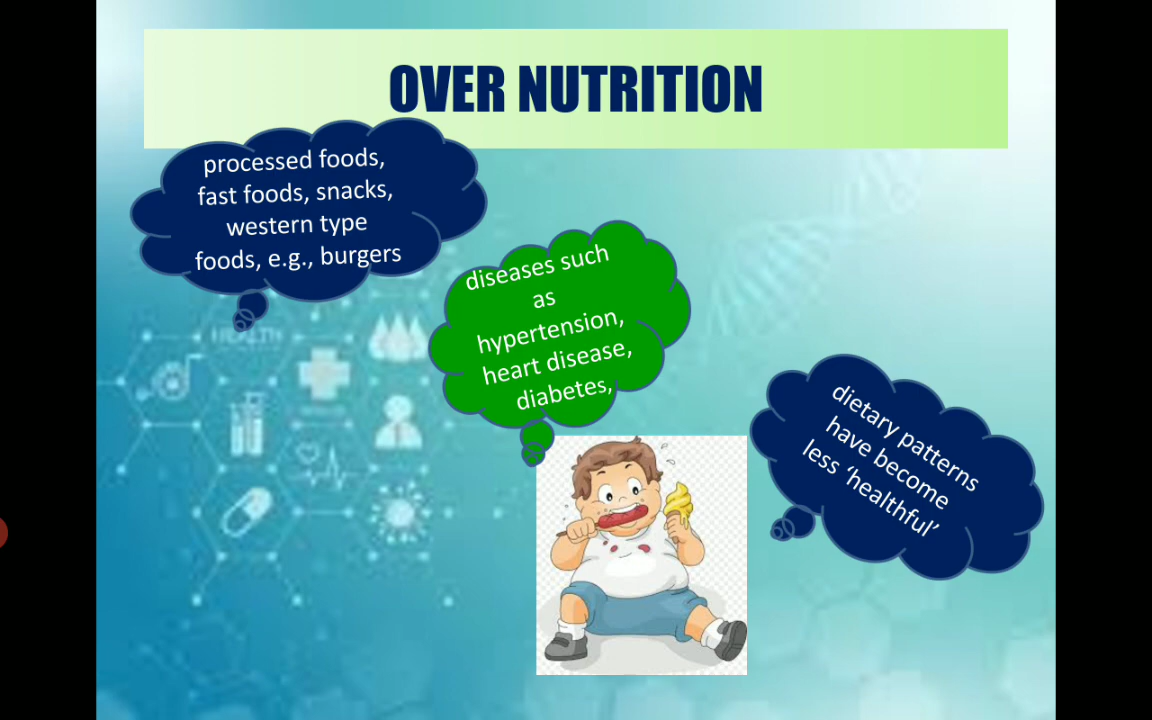 OVER NUTRITION
processed foods,
fast foods, snacks,
western type
foods, e.g., burgers
diseases such
as
hypertension,
heart disease,
diabetes,
dietary patterns
have become
less ‘healthful’
HEALTH